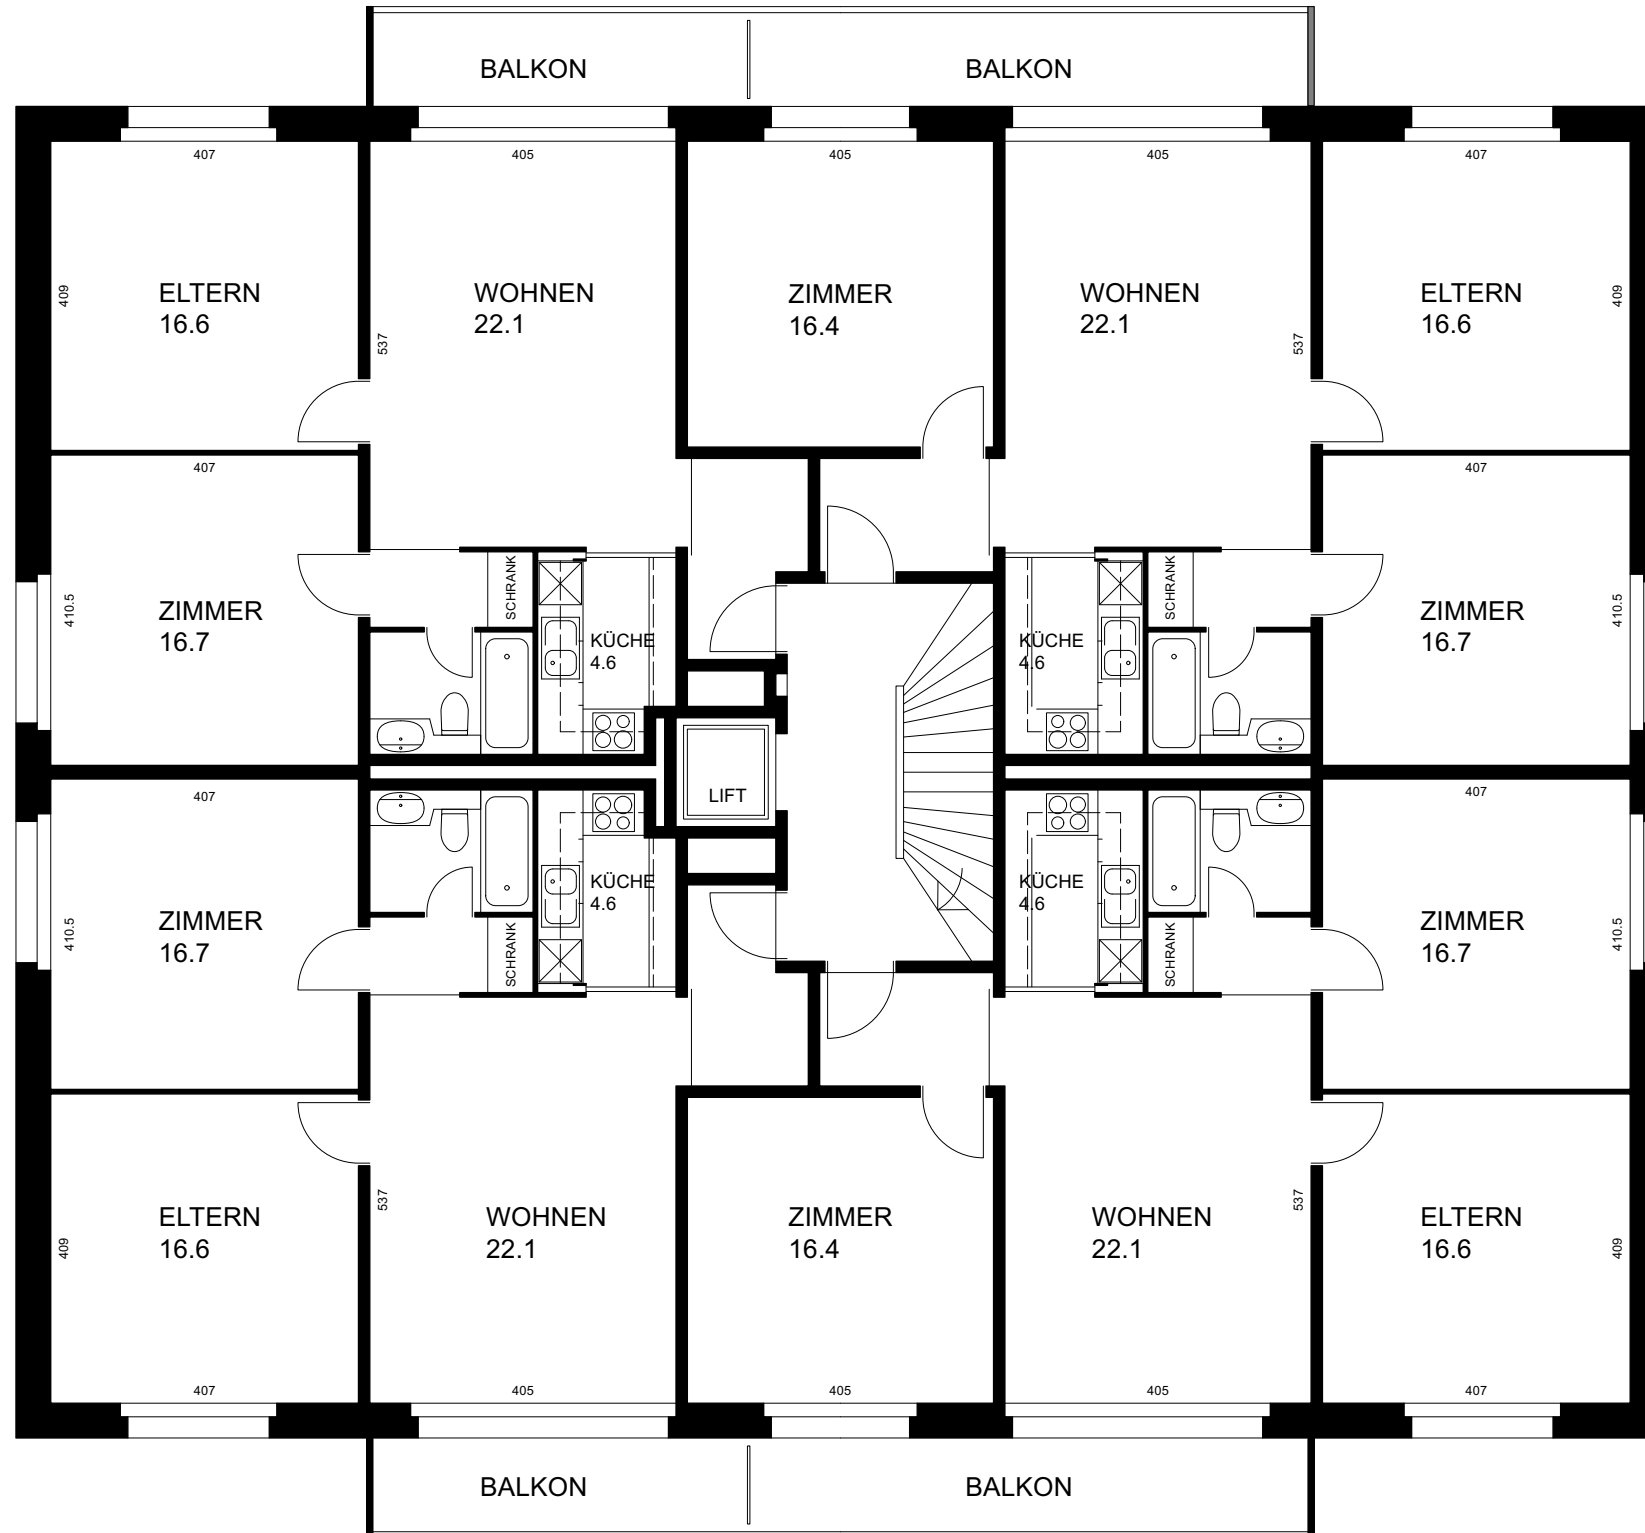 BALKON
BALKON
407
405
405
405
407
409
ELTERN
16.6
537
WOHNEN
22.1
ZIMMER
16.4
WOHNEN
22.1
537
ELTERN
16.6
409
407
407
410.5
ZIMMER
16.7
SCHRANK
KÜCHE
4.6
KÜCHE
4.6
SCHRANK
ZIMMER
16.7
410.5
LIFT
407
407
410.5
ZIMMER
16.7
SCHRANK
KÜCHE
4.6
KÜCHE
4.6
SCHRANK
ZIMMER
16.7
410.5
409
ELTERN
16.6
537
WOHNEN
22.1
ZIMMER
16.4
WOHNEN
22.1
537
ELTERN
16.6
409
407
405
405
405
407
BALKON
BALKON